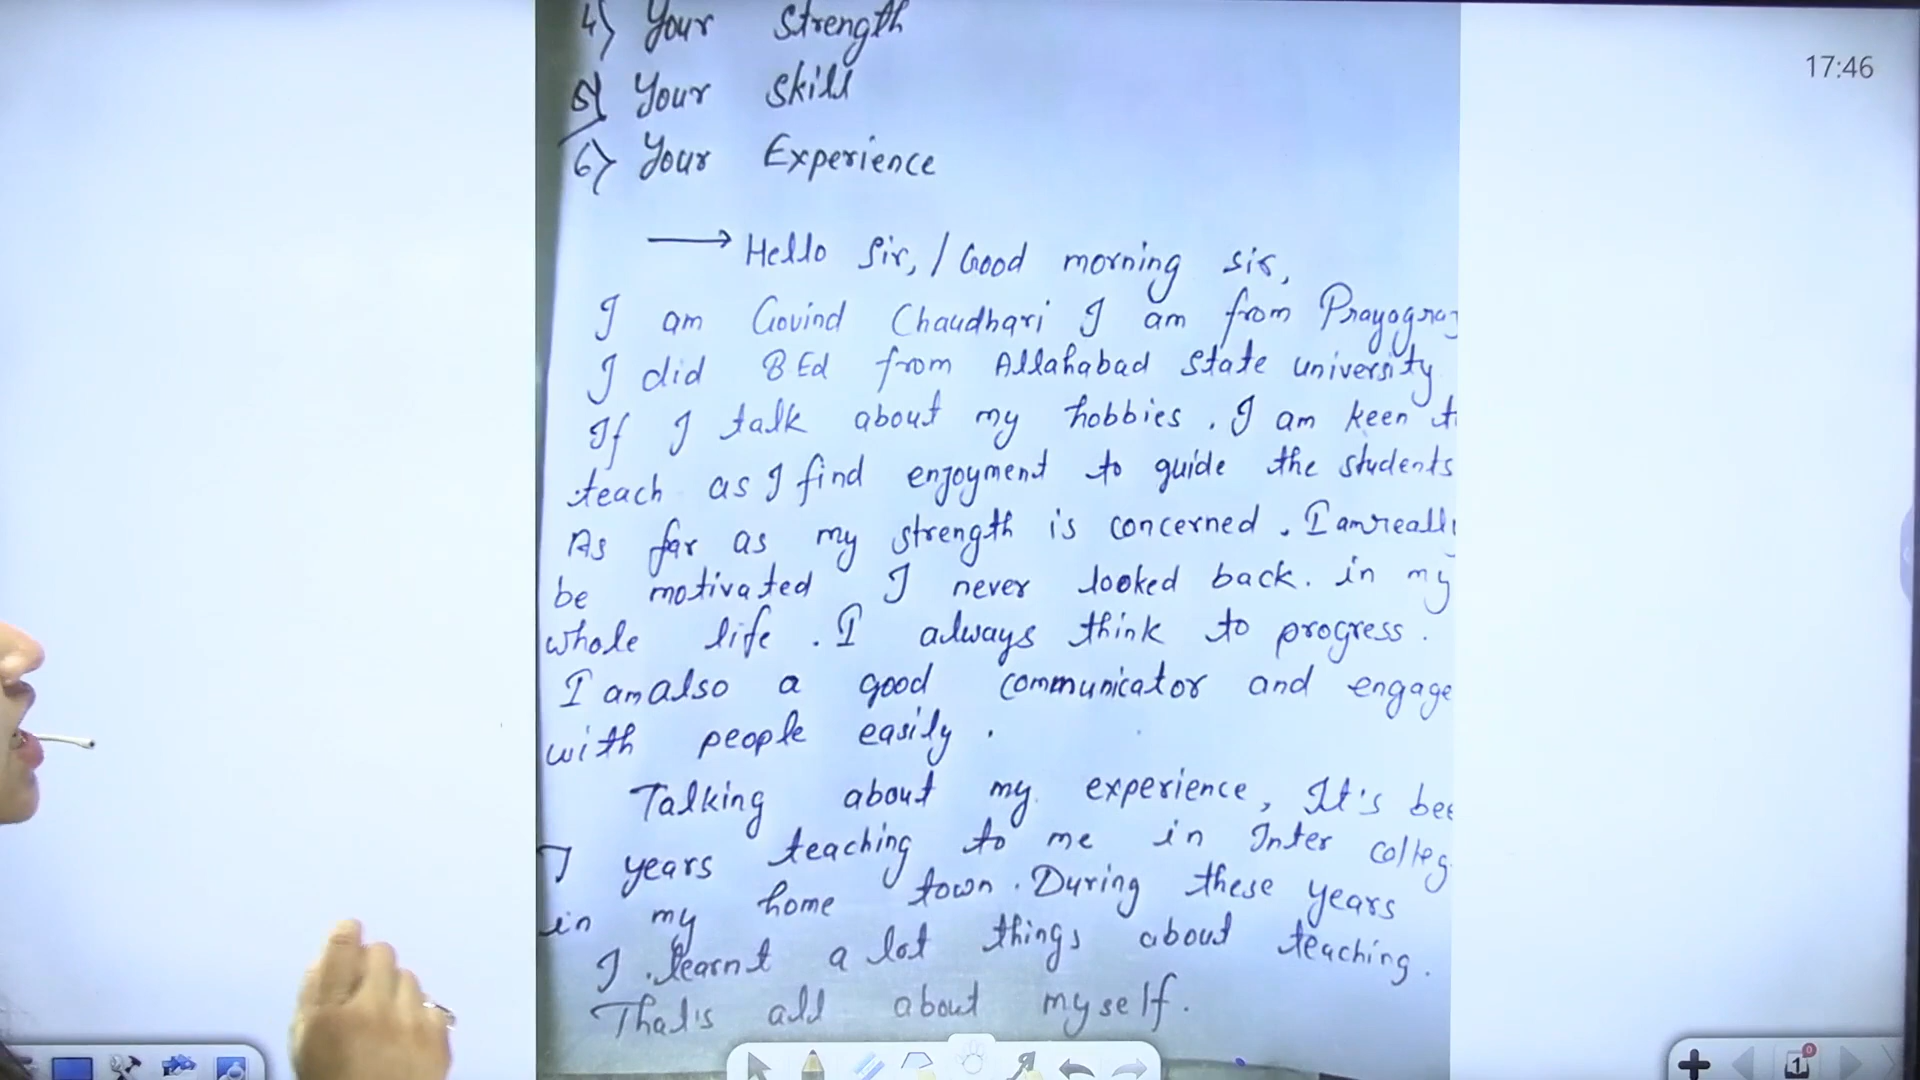 4) Your Strength
5) Your Skill
6) Your Experience
17:46
→ Hello Sir, / Good morning sir,
I am Govind Chaudhari I am from
I did B Ed from Allahabad state university
If I talk about my hobbies . I am keen
teach as I find enjoyment to guide the students
As far as my strength is concerned . I am
be motivated I never looked back . in my
whole life . I always think to progress .
I am also a good communicator and engage
with people easily .
Talking about my experience, It's
years teaching to me in Inter
in my home town . During these years
I learnt a lot things about teaching .
That's all about myself .
1
0